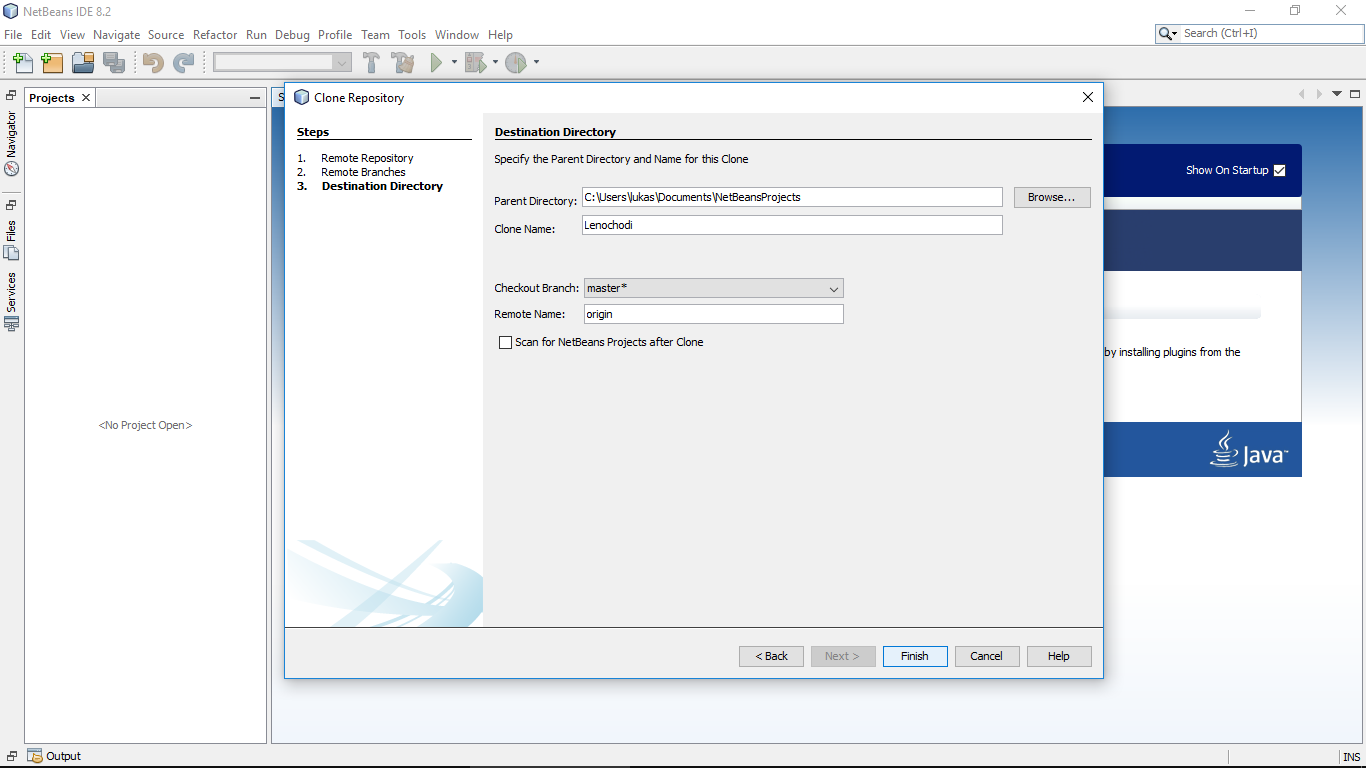 NetBeans IDE 8.2
File Edit View Navigate Source Refactor Run Debug Profile Team Tools Window Help
Search (Ctrl+I)
Projects
Navigator
Files
Services
<No Project Open>
S
Show On Startup
by installing plugins from the
Java™
Clone Repository
Steps
1. Remote Repository
2. Remote Branches
3. Destination Directory
Destination Directory
Specify the Parent Directory and Name for this Clone
Parent Directory: C:\Users\lukas\Documents\NetBeansProjects Browse...
Clone Name: Lenochodi
Checkout Branch: master*
Remote Name: origin
Scan for NetBeans Projects after Clone
< Back Next > Finish Cancel Help
Output
INS